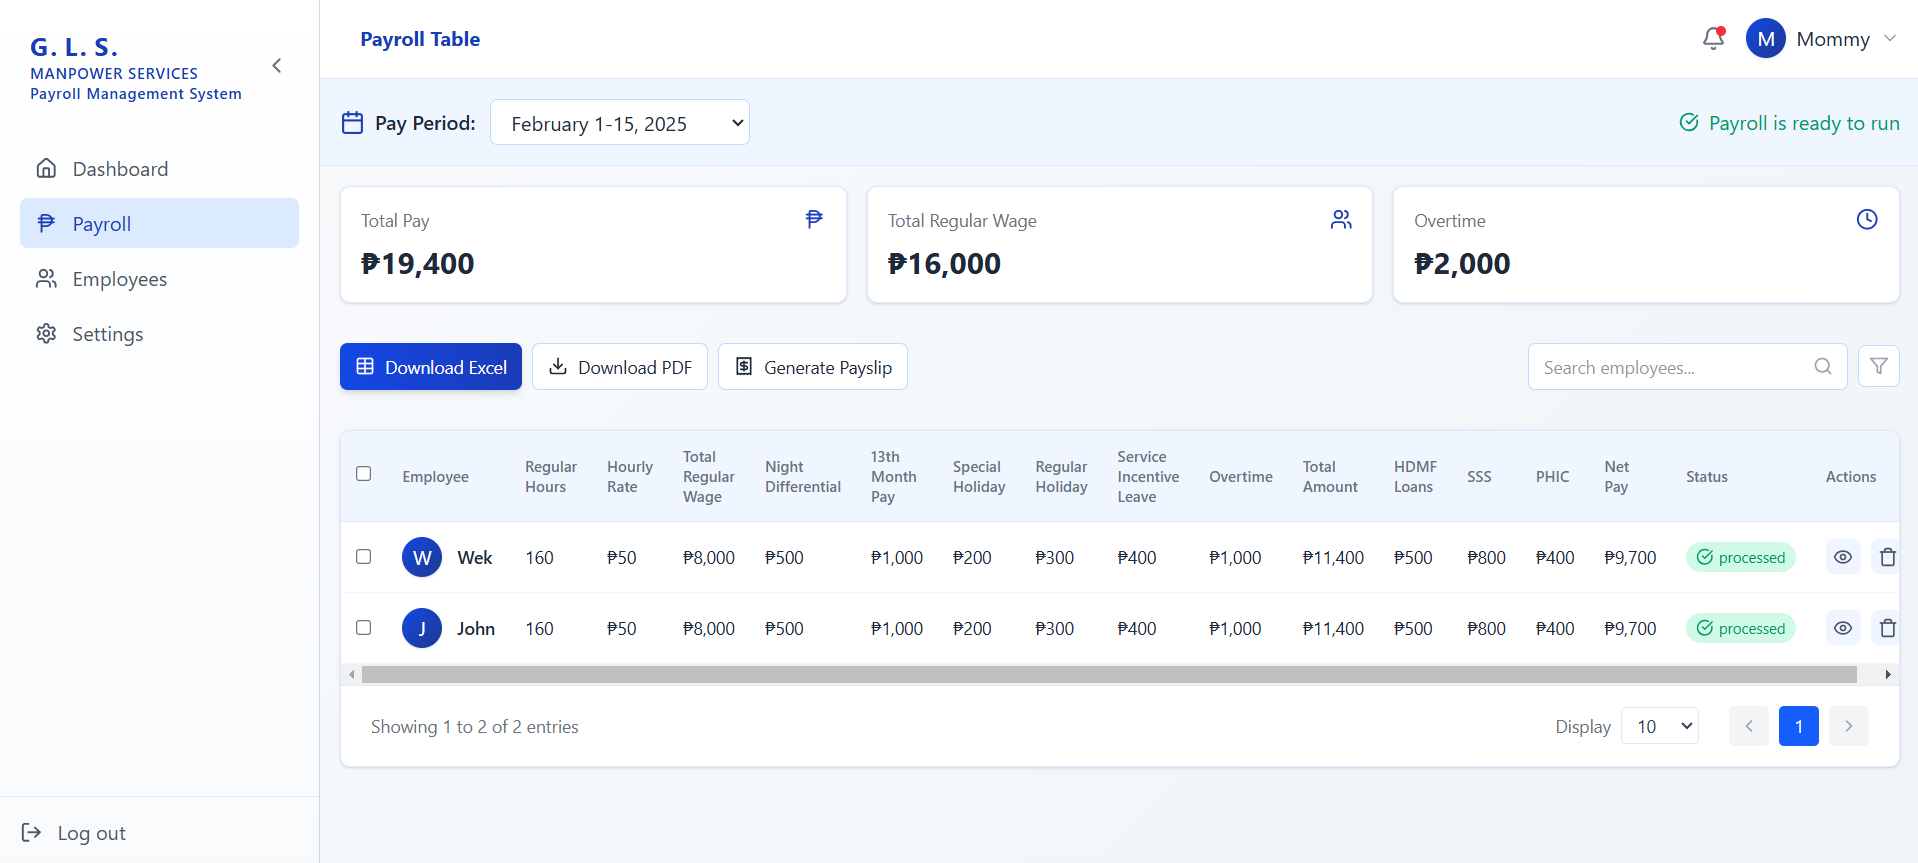 G. L. S.
MANPOWER SERVICES
Payroll Management System
Dashboard
Payroll
Employees
Settings
Log out
Payroll Table
M Mommy
Pay Period: February 1-15, 2025
Payroll is ready to run
Total Pay
₱19,400
Total Regular Wage
₱16,000
Overtime
₱2,000
Download Excel Download PDF Generate Payslip
Search employees...
Employee Regular Hours Hourly Rate Total Regular Wage Night Differential 13th Month Pay Special Holiday Regular Holiday Service Incentive Leave Overtime Total Amount HDMF Loans SSS PHIC Net Pay Status Actions
W Wek 160 ₱50 ₱8,000 ₱500 ₱1,000 ₱200 ₱300 ₱400 ₱1,000 ₱11,400 ₱500 ₱800 ₱400 ₱9,700 processed
J John 160 ₱50 ₱8,000 ₱500 ₱1,000 ₱200 ₱300 ₱400 ₱1,000 ₱11,400 ₱500 ₱800 ₱400 ₱9,700 processed
Showing 1 to 2 of 2 entries
Display 10 1